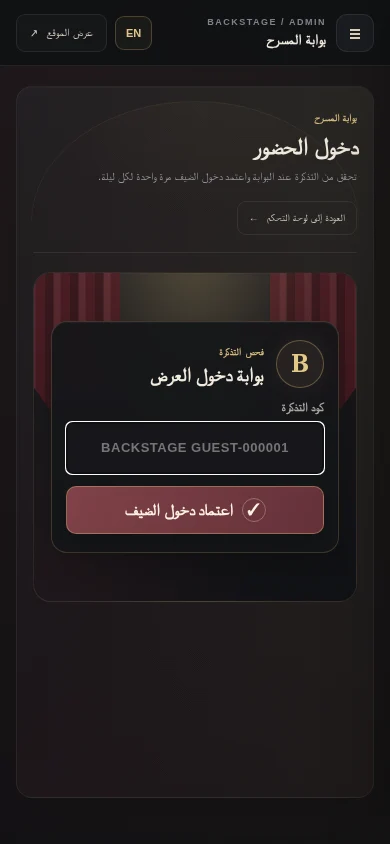 BACKSTAGE / ADMIN
بوابة المسرح
EN
عرض الموقع ↗
بوابة المسرح
دخول الحضور
تحقق من التذكرة عند البوابة واعتمد دخول الضيف مرة واحدة لكل ليلة.
العودة إلى لوحة التحكم ←
B
فحص التذكرة
بوابة دخول العرض
كود التذكرة
BACKSTAGE GUEST-000001
✓ اعتماد دخول الضيف